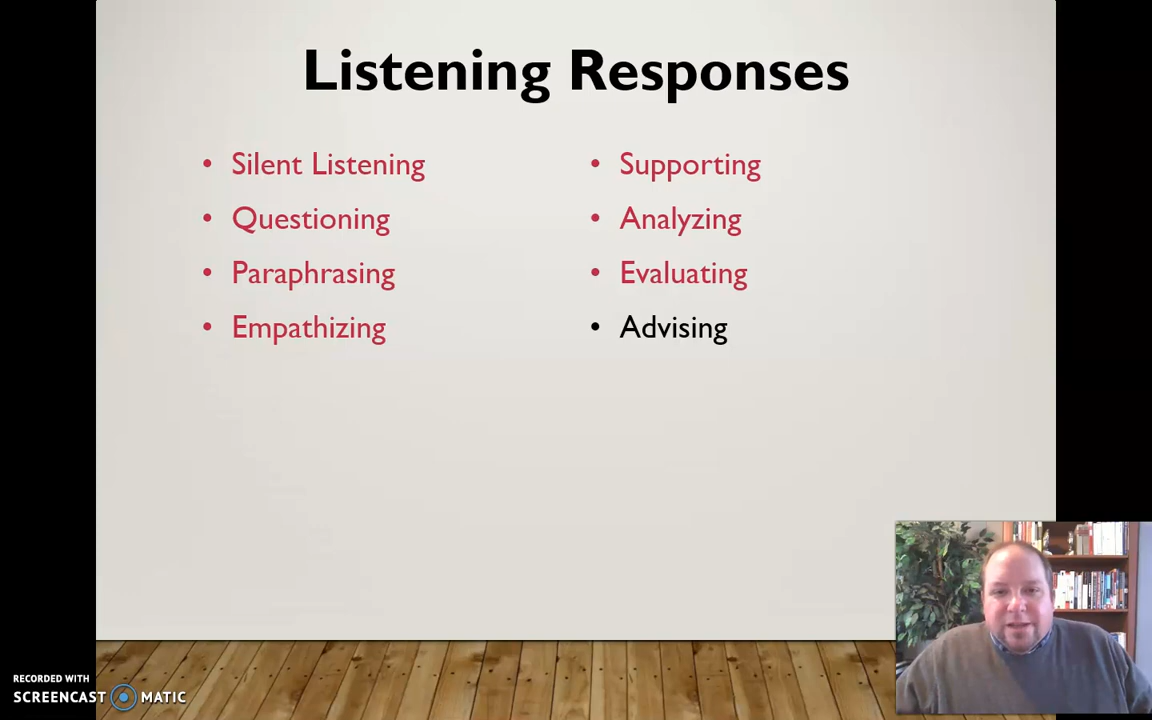 Listening Responses
• Silent Listening
• Questioning
• Paraphrasing
• Empathizing
• Supporting
• Analyzing
• Evaluating
• Advising
RECORDED WITH
SCREENCAST MATIC